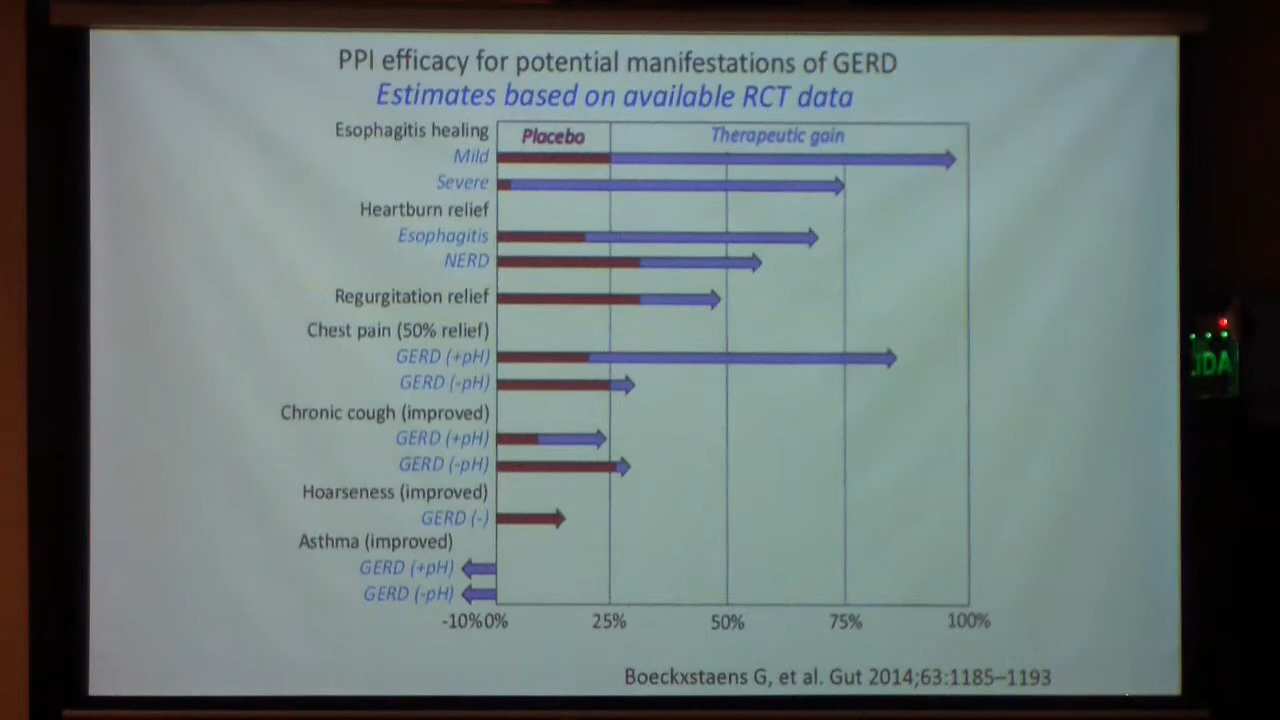 PPI efficacy for potential manifestations of GERD
Estimates based on available RCT data
Esophagitis healing
Placebo
Therapeutic gain
Mild
Severe
Heartburn relief
Esophagitis
NERD
Regurgitation relief
Chest pain (50% relief)
GERD (+pH)
GERD (-pH)
Chronic cough (improved)
GERD (+pH)
GERD (-pH)
Hoarseness (improved)
GERD (-)
Asthma (improved)
GERD (+pH)
GERD (-pH)
-10% 0% 25% 50% 75% 100%
Boeckxstaens G, et al. Gut 2014;63:1185–1193